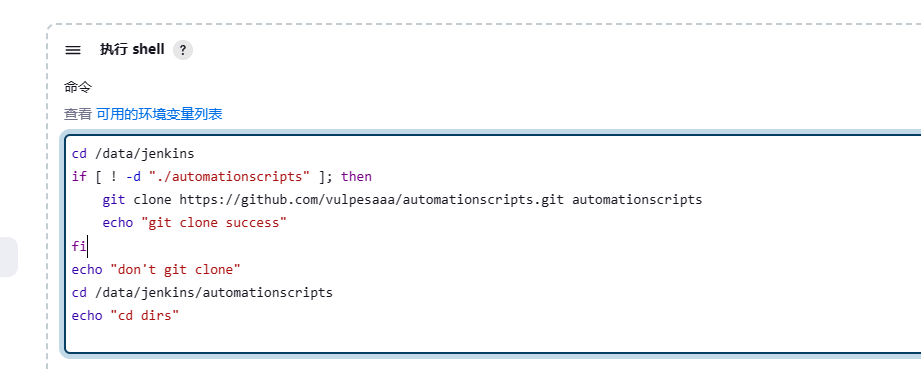 执行 shell ?
命令
查看 可用的环境变量列表
cd /data/jenkins
if [ ! -d "./automationscripts" ]; then
    git clone https://github.com/vulpesaaa/automationscripts.git automationscripts
    echo "git clone success"
fi
echo "don't git clone"
cd /data/jenkins/automationscripts
echo "cd dirs"